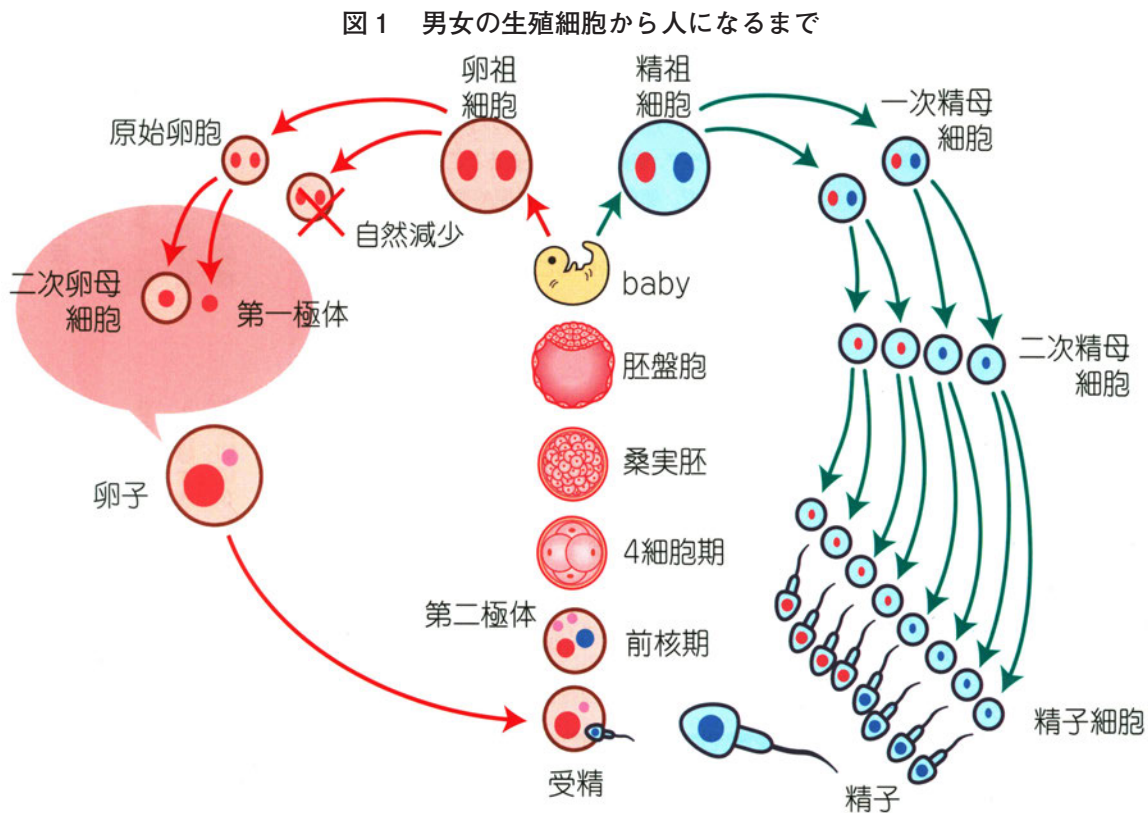 図1 男女の生殖細胞から人になるまで
卵祖
細胞
精祖
細胞
一次精母
細胞
原始卵胞
自然減少
二次卵母
細胞
第一極体
baby
胚盤胞
二次精母
細胞
桑実胚
卵子
4細胞期
第二極体
前核期
受精
精子
精子細胞